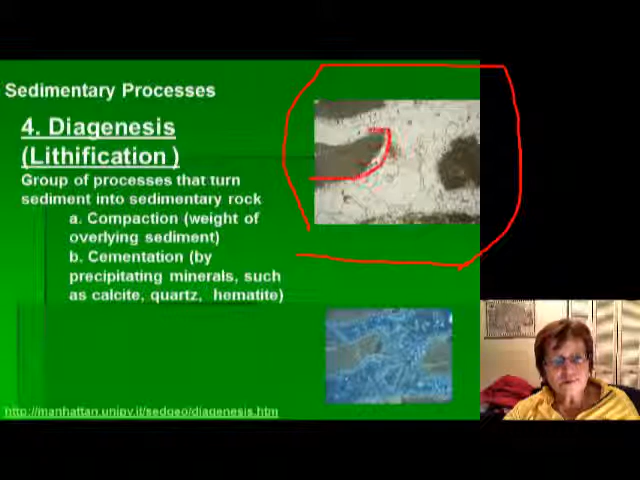 Sedimentary Processes
4. Diagenesis
(Lithification )
Group of processes that turn
sediment into sedimentary rock
a. Compaction (weight of
overlying sediment)
b. Cementation (by
precipitating minerals, such
as calcite, quartz, hematite)
http://manhattan.unipv.it/sedgeo/diagenesis.htm